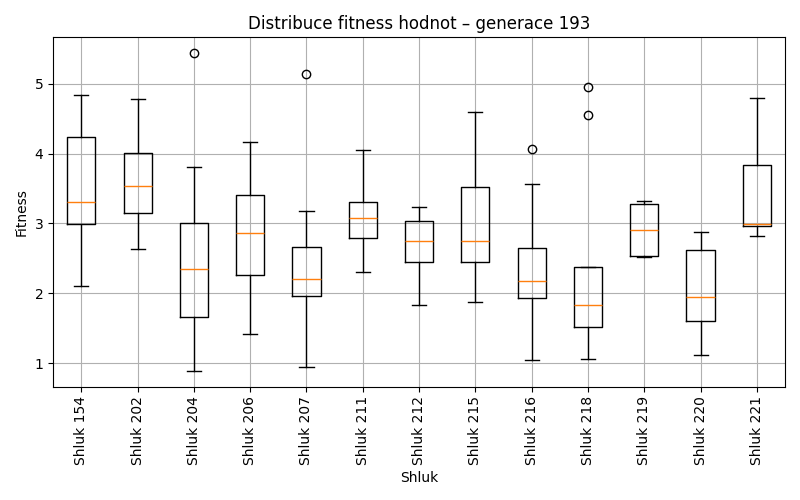 Distribuce fitness hodnot – generace 193
Fitness
5
4
3
2
1
Shluk 154
Shluk 202
Shluk 204
Shluk 206
Shluk 207
Shluk 211
Shluk 212
Shluk 215
Shluk 216
Shluk 218
Shluk 219
Shluk 220
Shluk 221
Shluk